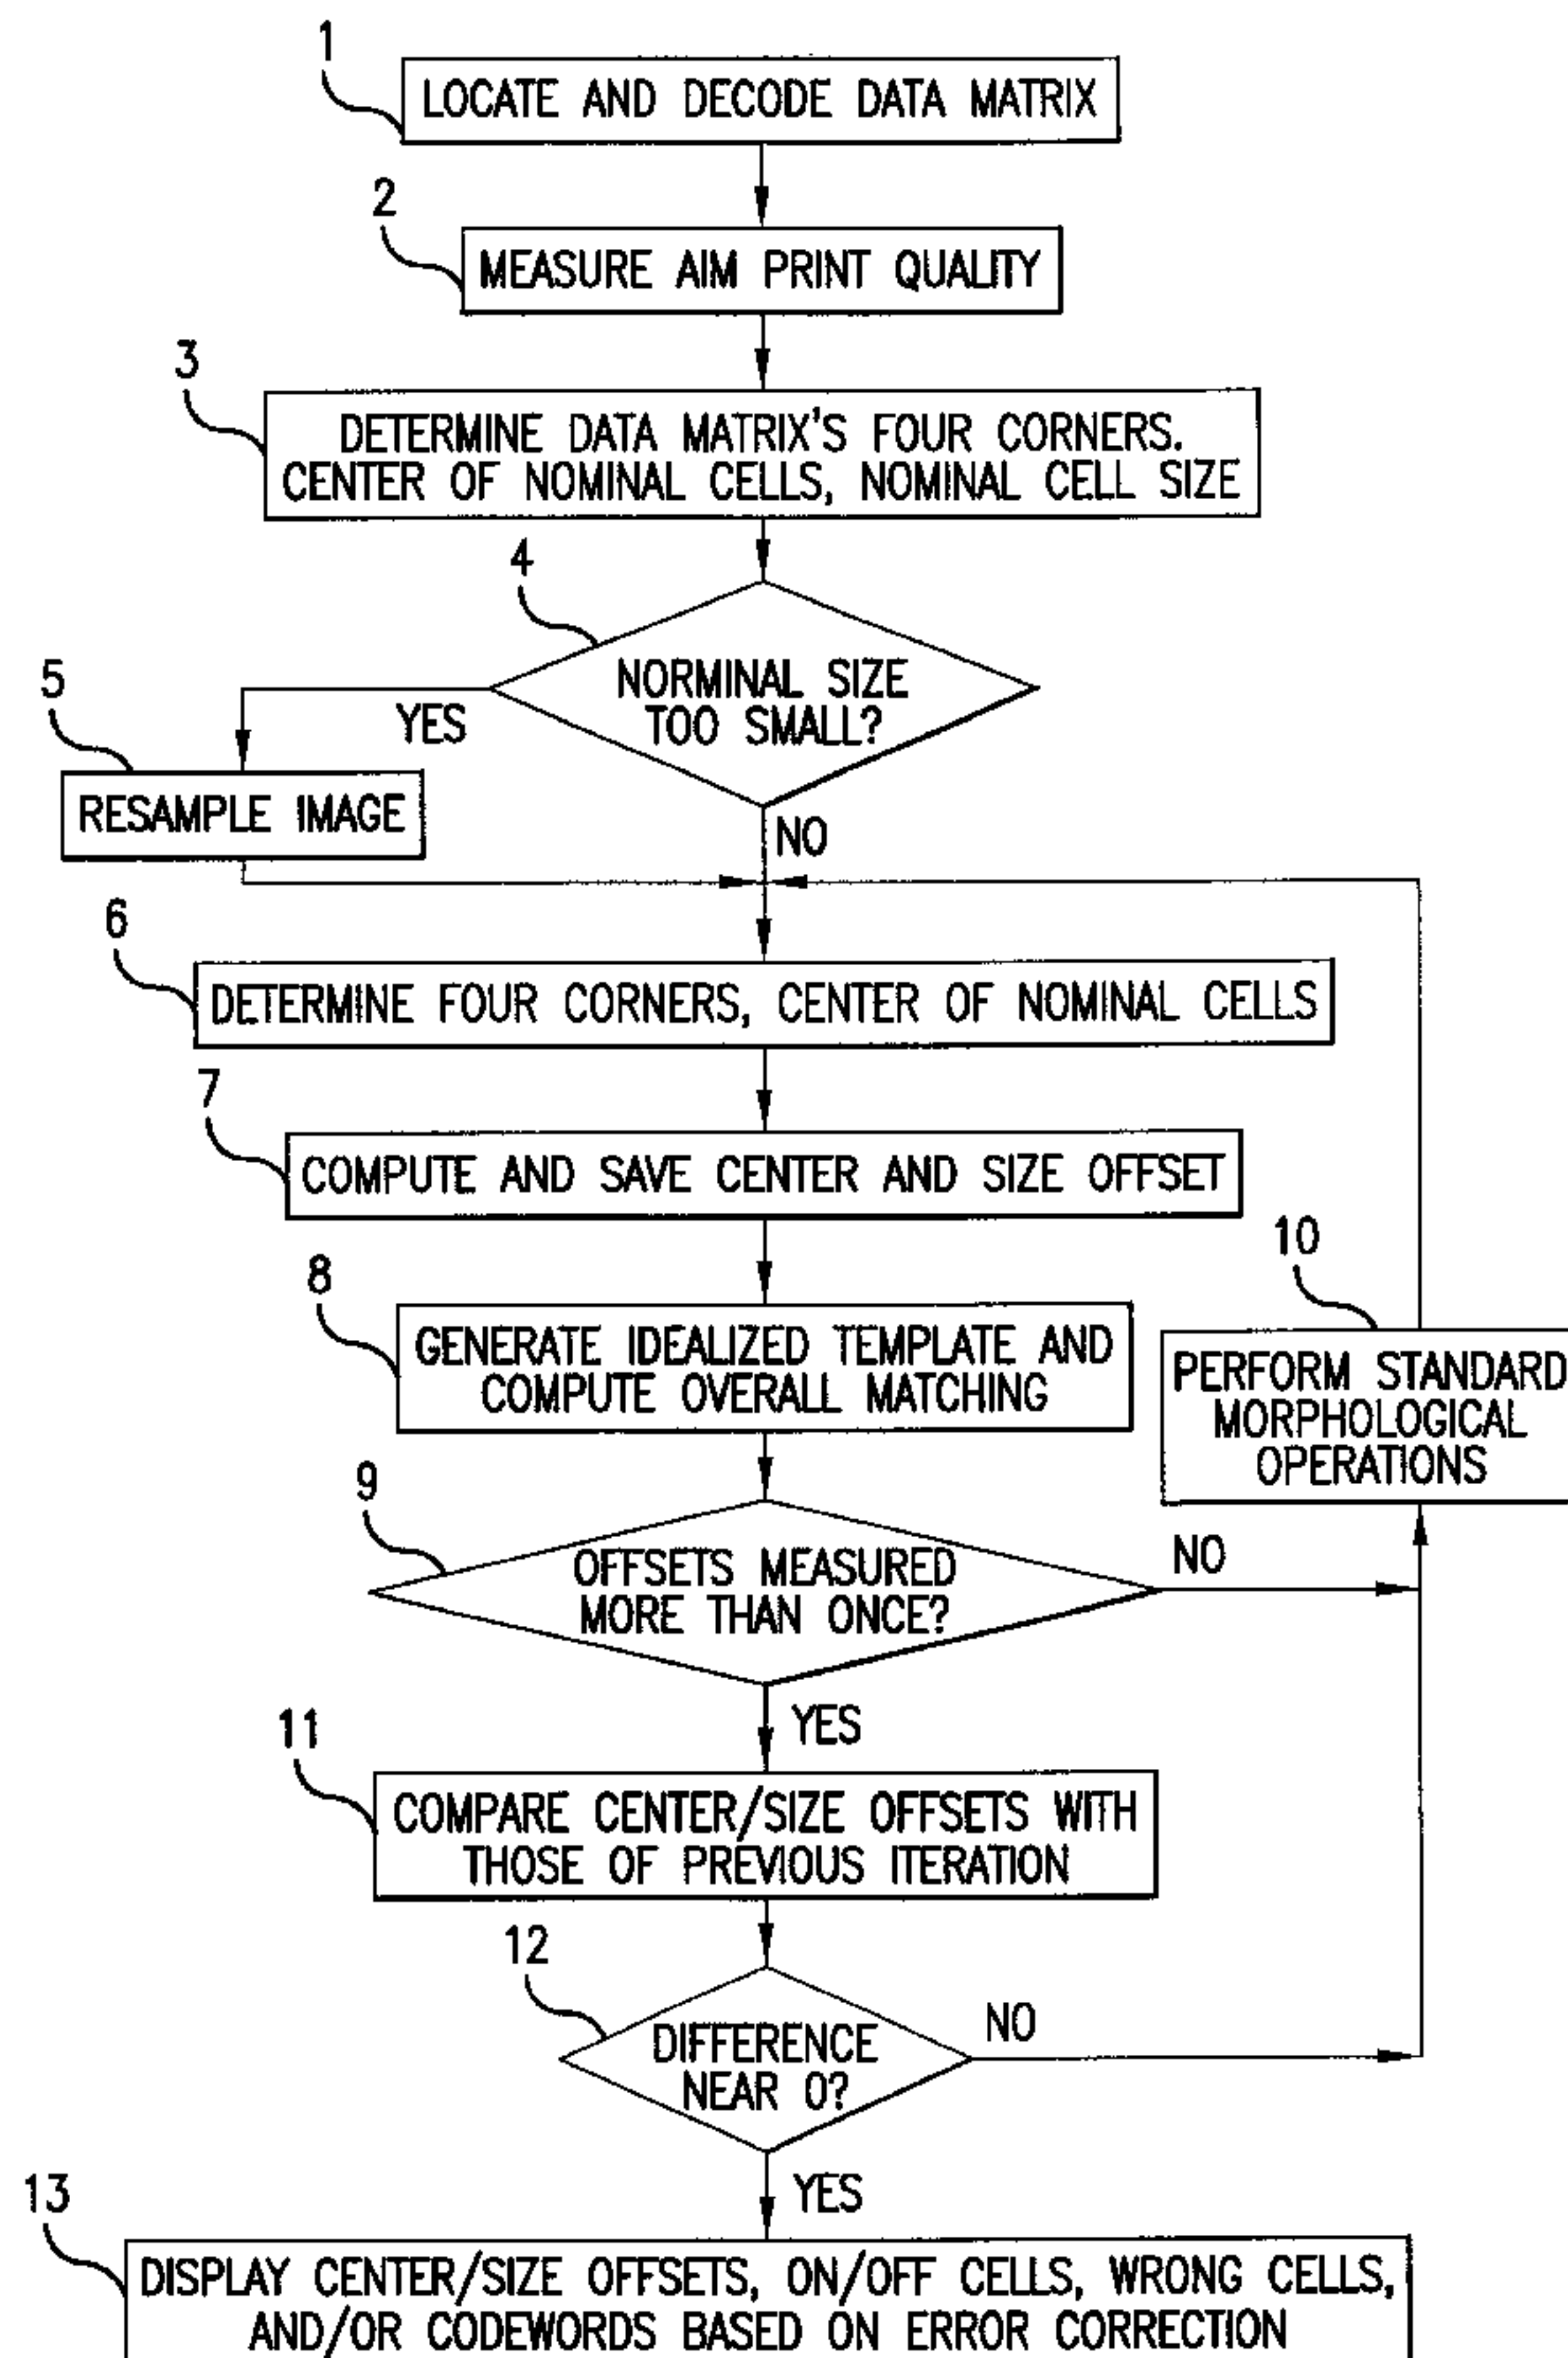 1
LOCATE AND DECODE DATA MATRIX
2
MEASURE AIM PRINT QUALITY
3
DETERMINE DATA MATRIX'S FOUR CORNERS.
CENTER OF NOMINAL CELLS, NOMINAL CELL SIZE
4
NORMINAL SIZE
TOO SMALL?
YES
5
RESAMPLE IMAGE
NO
6
DETERMINE FOUR CORNERS, CENTER OF NOMINAL CELLS
7
COMPUTE AND SAVE CENTER AND SIZE OFFSET
8
GENERATE IDEALIZED TEMPLATE AND
COMPUTE OVERALL MATCHING
10
PERFORM STANDARD
MORPHOLOGICAL
OPERATIONS
9
OFFSETS MEASURED
MORE THAN ONCE?
NO
YES
11
COMPARE CENTER/SIZE OFFSETS WITH
THOSE OF PREVIOUS ITERATION
12
DIFFERENCE
NEAR 0?
NO
YES
13
DISPLAY CENTER/SIZE OFFSETS, ON/OFF CELLS, WRONG CELLS,
AND/OR CODEWORDS BASED ON ERROR CORRECTION